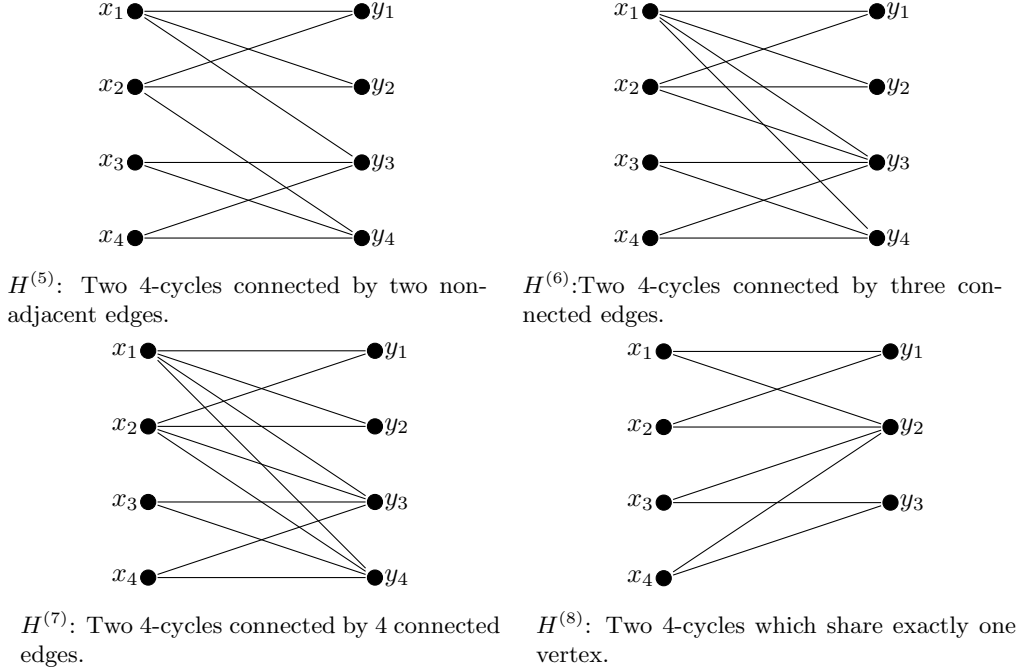 x₁ y₁ x₁ y₁
x₂ y₂ x₂ y₂
x₃ y₃ x₃ y₃
x₄ y₄ x₄ y₄
H⁽⁵⁾: Two 4-cycles connected by two non-
adjacent edges.
H⁽⁶⁾:Two 4-cycles connected by three con-
nected edges.
x₁ y₁ x₁ y₁
x₂ y₂ x₂ y₂
x₃ y₃ x₃ y₃
x₄ y₄ x₄
H⁽⁷⁾: Two 4-cycles connected by 4 connected
edges.
H⁽⁸⁾: Two 4-cycles which share exactly one
vertex.